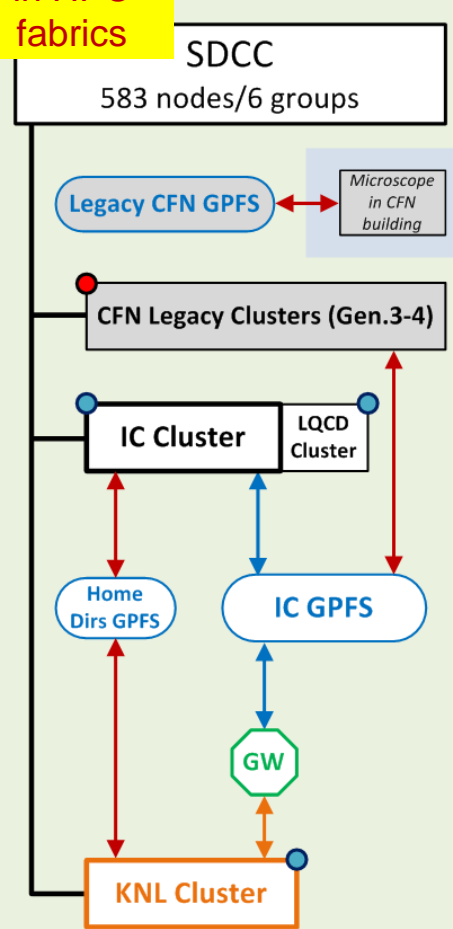 fabrics
SDCC
583 nodes/6 groups
Legacy CFN GPFS
Microscope
in CFN
building
CFN Legacy Clusters (Gen.3-4)
IC Cluster
LQCD
Cluster
Home
Dirs GPFS
IC GPFS
GW
KNL Cluster